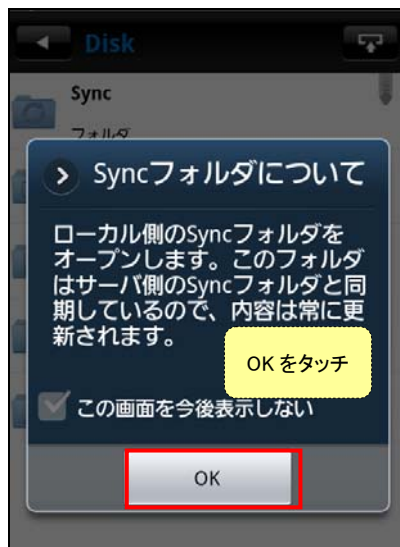 Disk
Sync
フォルダ
Syncフォルダについて
ローカル側のSyncフォルダを
オープンします。このフォルダ
はサーバ側のSyncフォルダと同
期しているので、内容は常に更
新されます。
OK をタッチ
この画面を今後表示しない
OK